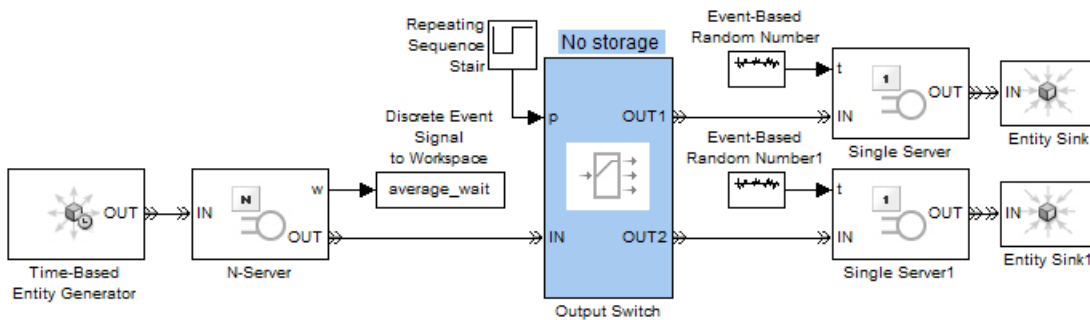 Repeating
Sequence
Stair
No storage
Event-Based
Random Number
t
1
OUT
IN
Single Server
IN
Entity Sink
p
OUT1
Discrete Event
Signal
to Workspace
average_wait
Event-Based
Random Number1
t
1
OUT
IN
Single Server1
IN
Entity Sink1
OUT
Time-Based
Entity Generator
IN
N
w
OUT
N-Server
IN
OUT2
Output Switch